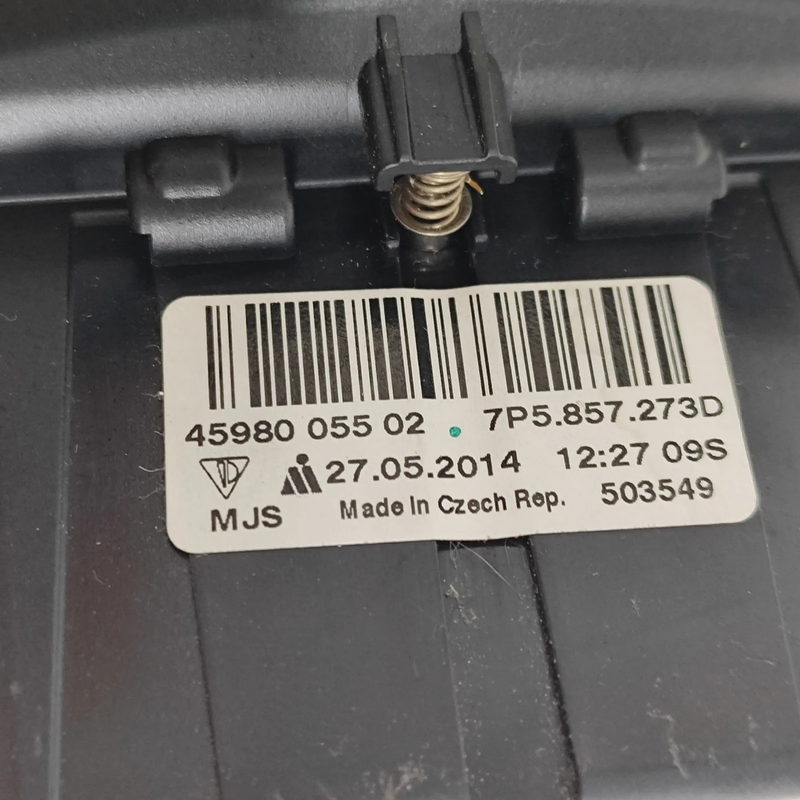 45980 055 02 . 7P5.857.273D
27.05.2014 12:27 09S
MJS Made In Czech Rep. 503549